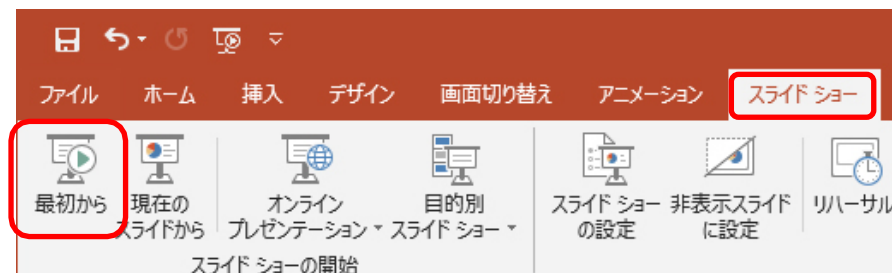 ファイル ホーム 挿入 デザイン 画面切り替え アニメーション スライド ショー
最初から
現在の
スライドから
オンライン
プレゼンテーション
目的別
スライド ショー
スライド ショー
の設定
非表示スライド
に設定
リハーサル
スライド ショーの開始